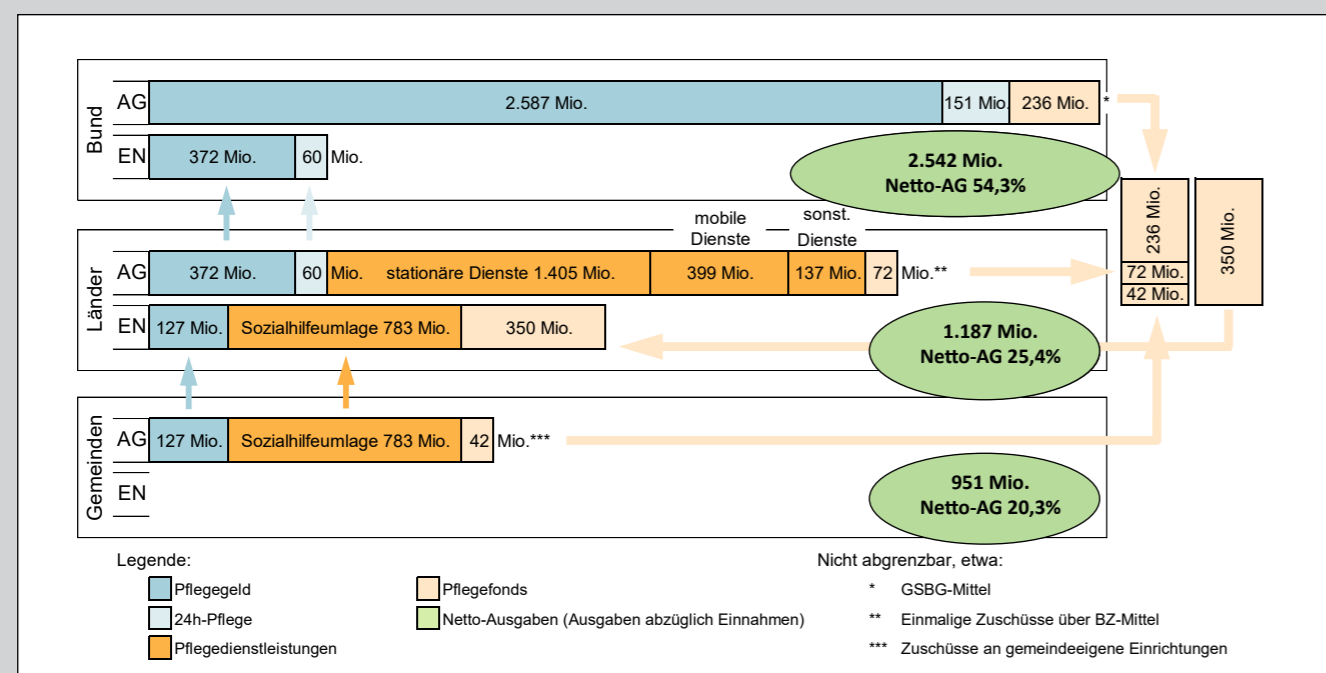 Bund
AG 2.587 Mio. 151 Mio. 236 Mio. *
EN 372 Mio. 60 Mio.
2.542 Mio.
Netto-AG 54,3%
236 Mio.
72 Mio.
42 Mio.
350 Mio.
Länder
mobile
Dienste
sonst.
Dienste
AG 372 Mio. 60 Mio. stationäre Dienste 1.405 Mio. 399 Mio. 137 Mio. 72 Mio.**
EN 127 Mio. Sozialhilfeumlage 783 Mio. 350 Mio.
1.187 Mio.
Netto-AG 25,4%
Gemeinden
AG 127 Mio. Sozialhilfeumlage 783 Mio. 42 Mio.***
EN
951 Mio.
Netto-AG 20,3%
Legende:
Pflegegeld
24h-Pflege
Pflegedienstleistungen
Pflegefonds
Netto-Ausgaben (Ausgaben abzüglich Einnahmen)
Nicht abgrenzbar, etwa:
* GSBG-Mittel
** Einmalige Zuschüsse über BZ-Mittel
*** Zuschüsse an gemeindeeigene Einrichtungen